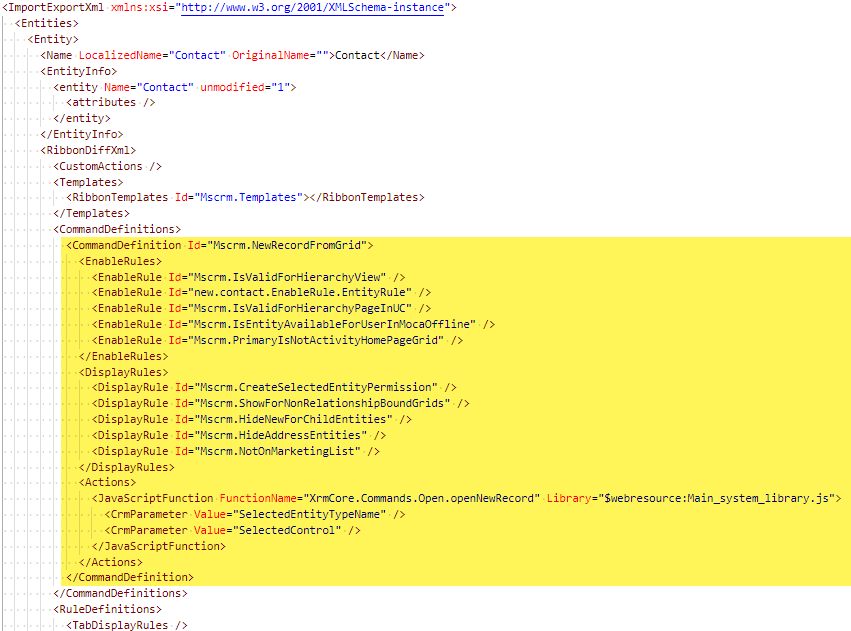 <ImportExportXml xmlns:xsi="http://www.w3.org/2001/XMLSchema-instance">
<Entities>
<Entity>
<Name LocalizedName="Contact" OriginalName="">Contact</Name>
<EntityInfo>
<entity Name="Contact" unmodified="1">
<attributes />
</entity>
</EntityInfo>
<RibbonDiffXml>
<CustomActions />
<Templates>
<RibbonTemplates Id="Mscrm.Templates"></RibbonTemplates>
</Templates>
<CommandDefinitions>
<CommandDefinition Id="Mscrm.NewRecordFromGrid">
<EnableRules>
<EnableRule Id="Mscrm.IsValidForHierarchyView" />
<EnableRule Id="new.contact.EnableRule.EntityRule" />
<EnableRule Id="Mscrm.IsValidForHierarchyPageInUC" />
<EnableRule Id="Mscrm.IsEntityAvailableForUserInMocaOffline" />
<EnableRule Id="Mscrm.PrimaryIsNotActivityHomePageGrid" />
</EnableRules>
<DisplayRules>
<DisplayRule Id="Mscrm.CreateSelectedEntityPermission" />
<DisplayRule Id="Mscrm.ShowForNonRelationshipBoundGrids" />
<DisplayRule Id="Mscrm.HideNewForChildEntities" />
<DisplayRule Id="Mscrm.HideAddressEntities" />
<DisplayRule Id="Mscrm.NotOnMarketingList" />
</DisplayRules>
<Actions>
<JavaScriptFunction FunctionName="XrmCore.Commands.Open.openNewRecord" Library="$webresource:Main_system_library.js">
<CrmParameter Value="SelectedEntityTypeName" />
<CrmParameter Value="SelectedControl" />
</JavaScriptFunction>
</Actions>
</CommandDefinition>
</CommandDefinitions>
<RuleDefinitions>
<TabDisplayRules />